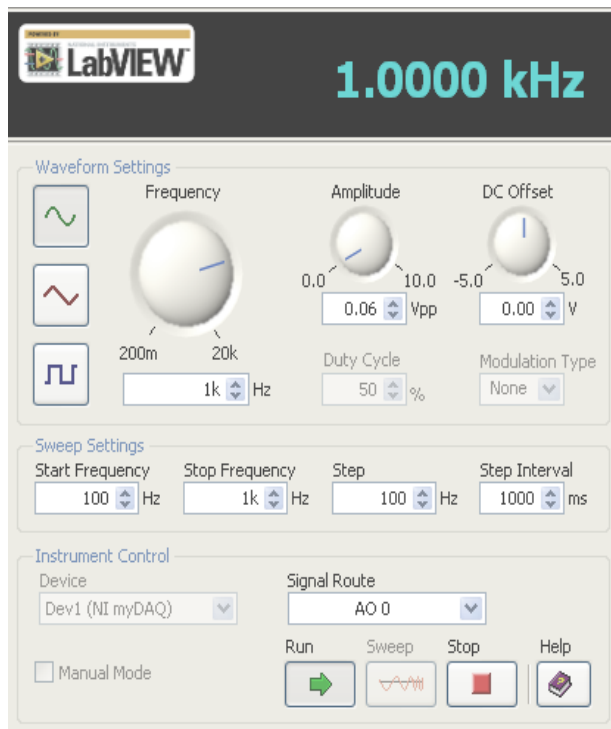 POWERED BY
NATIONAL INSTRUMENTS
LabVIEW
1.0000 kHz
Waveform Settings
Frequency
Amplitude
DC Offset
0.0
10.0
-5.0
5.0
0.06 Vpp
0.00 V
200m
20k
1k Hz
Duty Cycle
50 %
Modulation Type
None
Sweep Settings
Start Frequency
Stop Frequency
Step
Step Interval
100 Hz
1k Hz
100 Hz
1000 ms
Instrument Control
Device
Signal Route
Dev1 (NI myDAQ)
AO 0
Run
Sweep
Stop
Help
Manual Mode